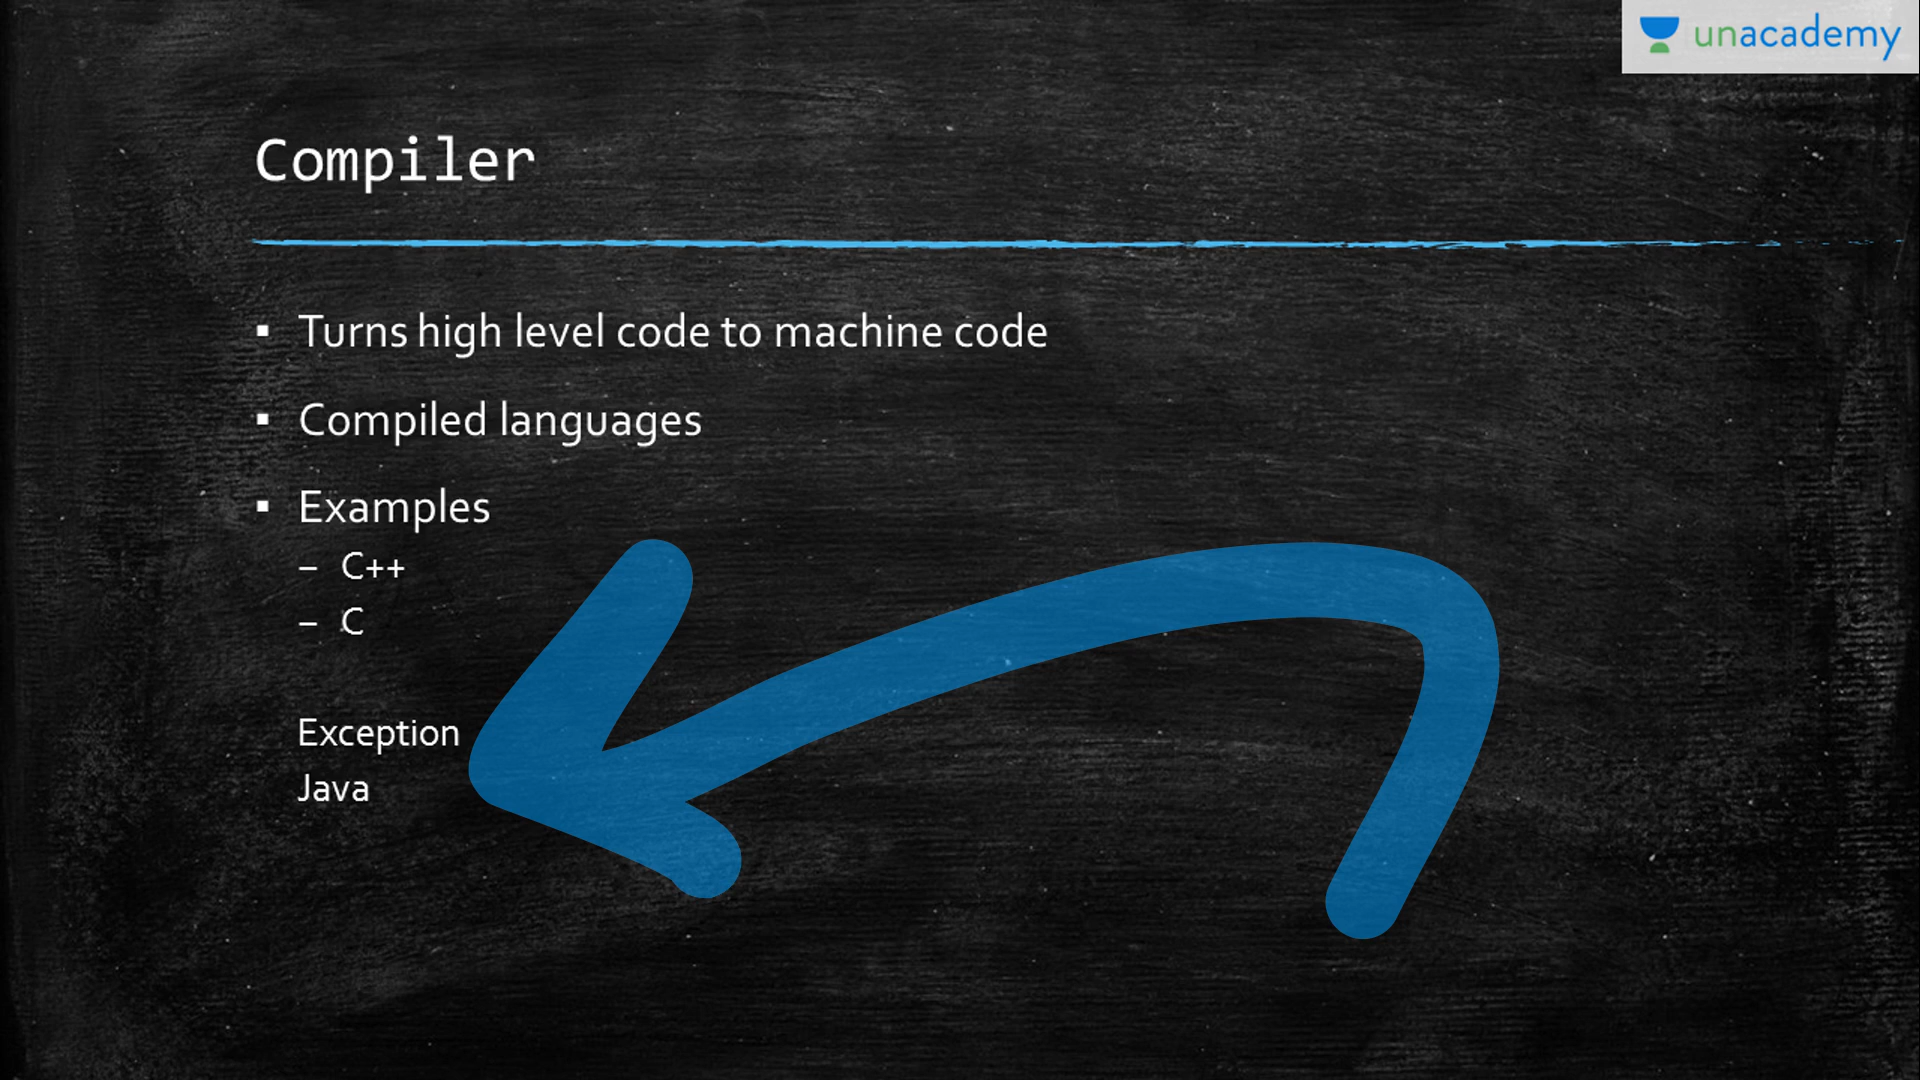 unacademy
Compiler
▪ Turns high level code to machine code
▪ Compiled languages
▪ Examples
– C++
– C
Exception
Java